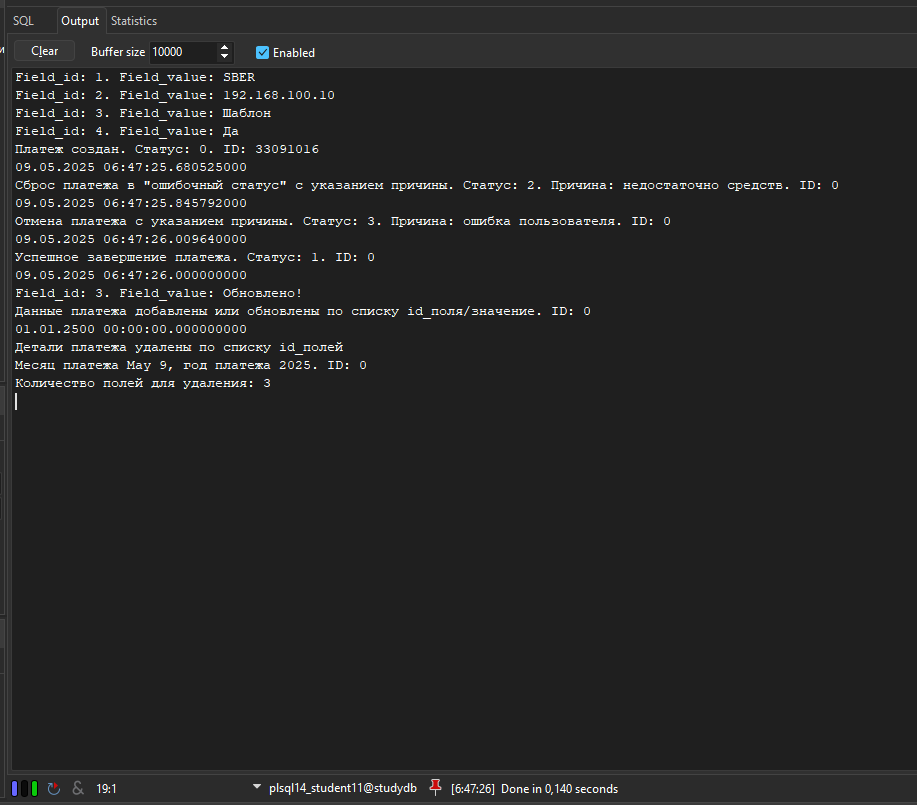 SQL Output Statistics
Clear Buffer size 10000 Enabled
Field_id: 1. Field_value: SBER
Field_id: 2. Field_value: 192.168.100.10
Field_id: 3. Field_value: Шаблон
Field_id: 4. Field_value: Да
Платеж создан. Статус: 0. ID: 33091016
09.05.2025 06:47:25.680525000
Сброс платежа в "ошибочный статус" с указанием причины. Статус: 2. Причина: недостаточно средств. ID: 0
09.05.2025 06:47:25.845792000
Отмена платежа с указанием причины. Статус: 3. Причина: ошибка пользователя. ID: 0
09.05.2025 06:47:26.009640000
Успешное завершение платежа. Статус: 1. ID: 0
09.05.2025 06:47:26.000000000
Field_id: 3. Field_value: Обновлено!
Данные платежа добавлены или обновлены по списку id_поля/значение. ID: 0
01.01.2500 00:00:00.000000000
Детали платежа удалены по списку id_полей
Месяц платежа May 9, год платежа 2025. ID: 0
Количество полей для удаления: 3
& 19:1 plsql14_student11@studydb [6:47:26] Done in 0,140 seconds